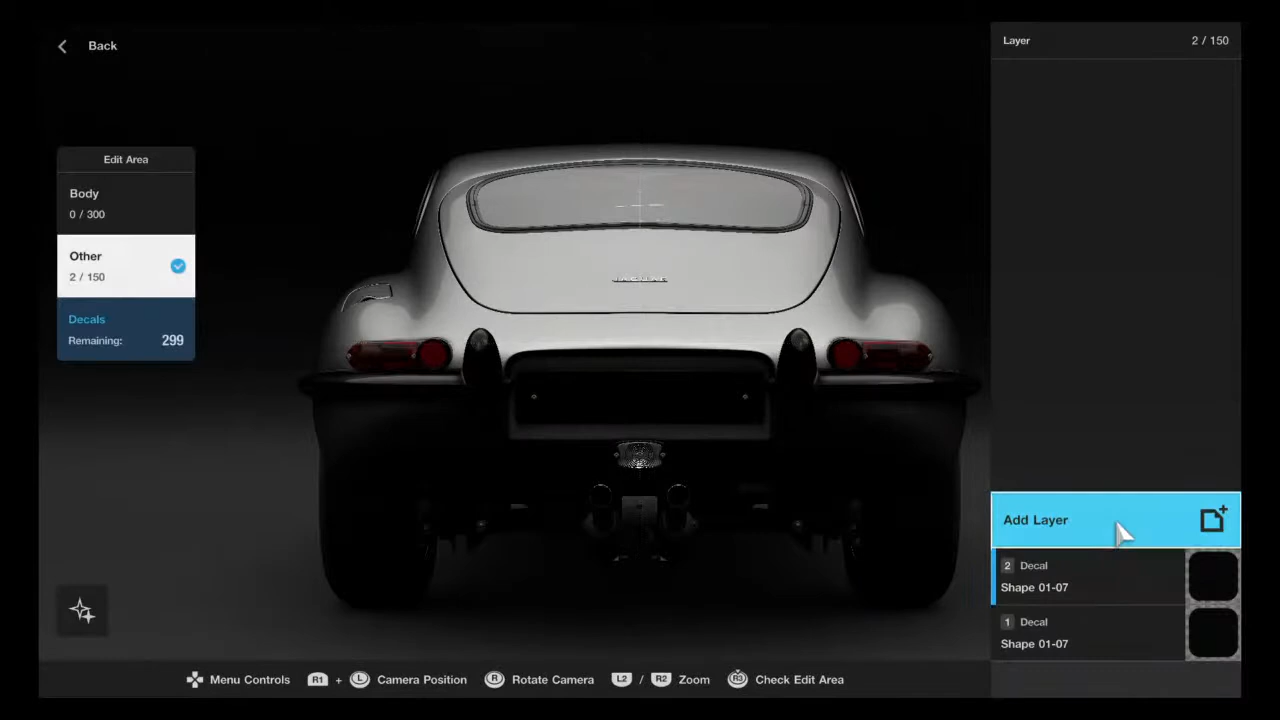 Back
Layer 2 / 150
Edit Area
Body
0 / 300
Other
2 / 150
Decals
Remaining: 299
JAGUAR
Add Layer
2 Decal
Shape 01-07
1 Decal
Shape 01-07
Menu Controls R1 + L Camera Position R Rotate Camera L2 / R2 Zoom R3 Check Edit Area